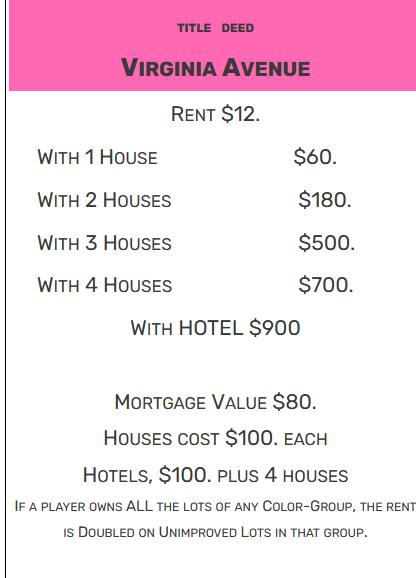 TITLE DEED
VIRGINIA AVENUE
RENT $12.
WITH 1 HOUSE $60.
WITH 2 HOUSES $180.
WITH 3 HOUSES $500.
WITH 4 HOUSES $700.
WITH HOTEL $900
MORTGAGE VALUE $80.
HOUSES COST $100. EACH
HOTELS, $100. PLUS 4 HOUSES
IF A PLAYER OWNS ALL THE LOTS OF ANY COLOR-GROUP, THE RENT
IS DOUBLED ON UNIMPROVED LOTS IN THAT GROUP.